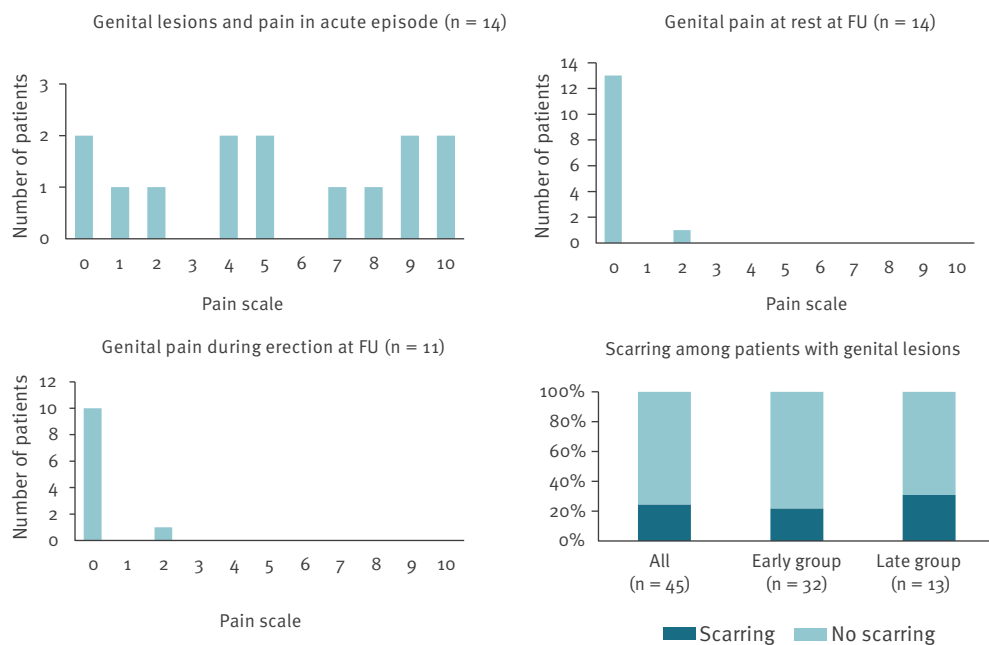 Genital lesions and pain in acute episode (n = 14)
Number of patients
3
2
1
0
0 1 2 3 4 5 6 7 8 9 10
Pain scale
Genital pain at rest at FU (n = 14)
Number of patients
14
12
10
8
6
4
2
0
0 1 2 3 4 5 6 7 8 9 10
Pain scale
Genital pain during erection at FU (n = 11)
Number of patients
12
10
8
6
4
2
0
0 1 2 3 4 5 6 7 8 9 10
Pain scale
Scarring among patients with genital lesions
100%
80%
60%
40%
20%
0%
All Early group Late group
(n = 45) (n = 32) (n = 13)
Scarring No scarring